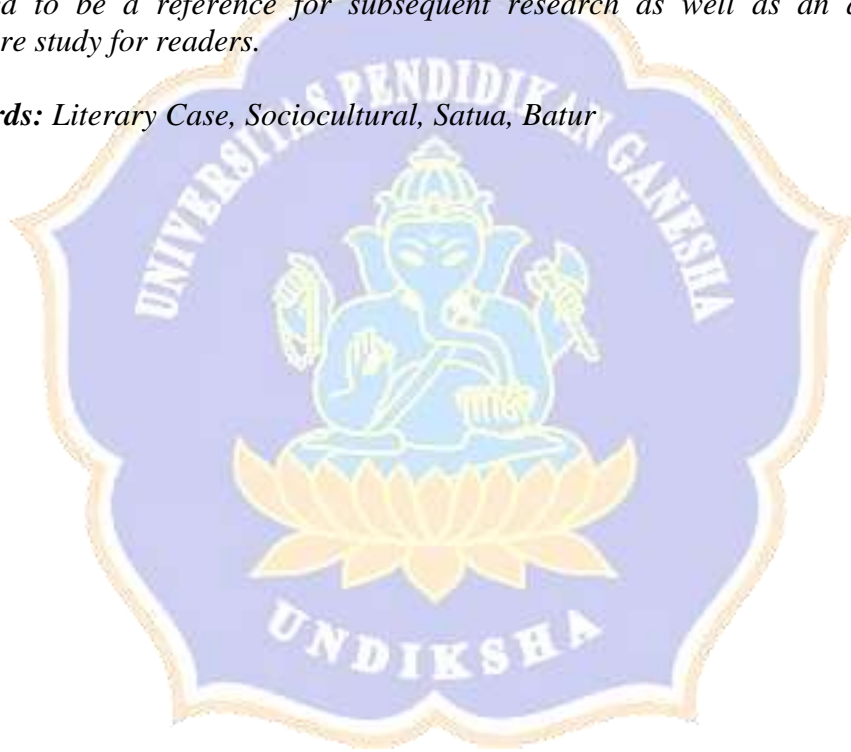 to be a reference for subsequent research as well as an
re study for readers.
rds: Literary Case, Sociocultural, Satua, Batur
UNIVERSITAS PENDIDIKAN GANESHA
UNDIKSHA